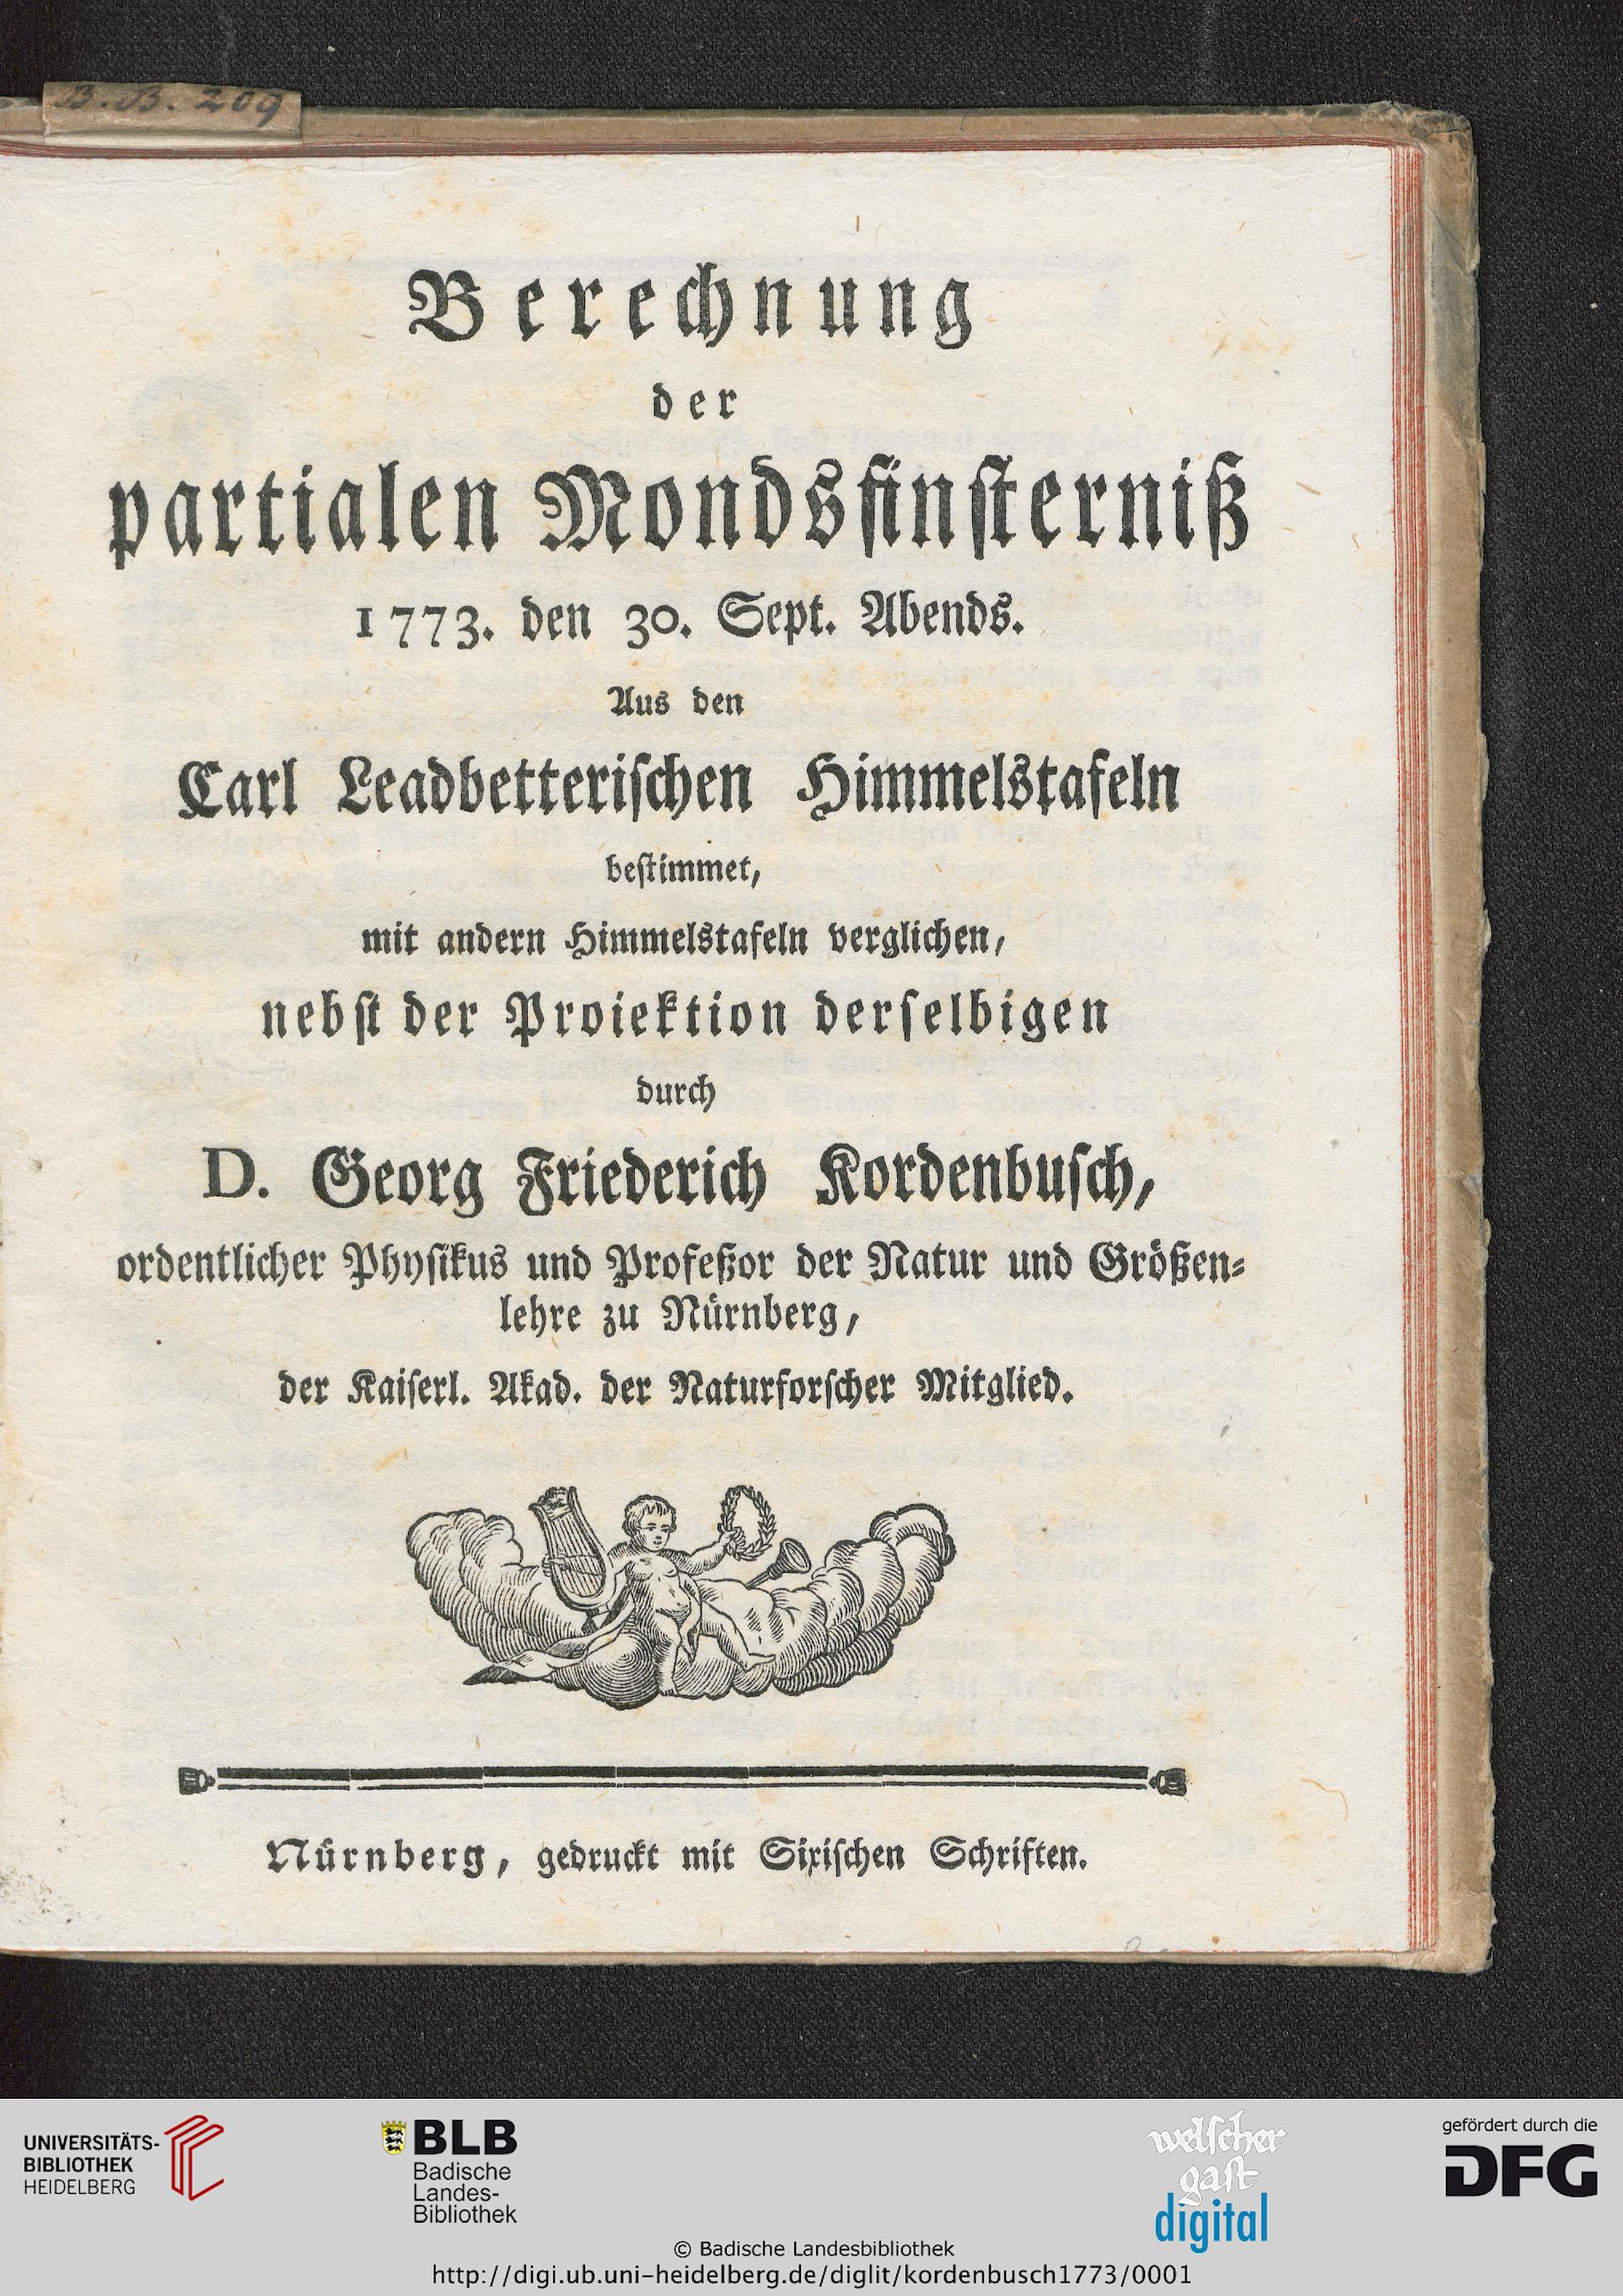 B. B. 209
Berechnung
der
partialen Mondsfinſterniß
1773. den 30. Sept. Abends.
Aus den
Carl Leadbetteriſchen Himmelstafeln
beſtimmet,
mit andern Himmelstafeln verglichen,
nebſt der Proiektion derſelbigen
durch
D. Georg Friederich Kordenbuſch,
ordentlicher Phyſikus und Profeßor der Natur und Größen-
lehre zu Nürnberg,
der Kaiſerl. Akad. der Naturforſcher Mitglied.
Nürnberg, gedruckt mit Sixiſchen Schriften.
UNIVERSITÄTS-
BIBLIOTHEK
HEIDELBERG
BLB
Badische
Landes-
Bibliothek
welſcher
gaſt
digital
gefördert durch die
DFG
© Badische Landesbibliothek
http://digi.ub.uni-heidelberg.de/diglit/kordenbusch1773/0001